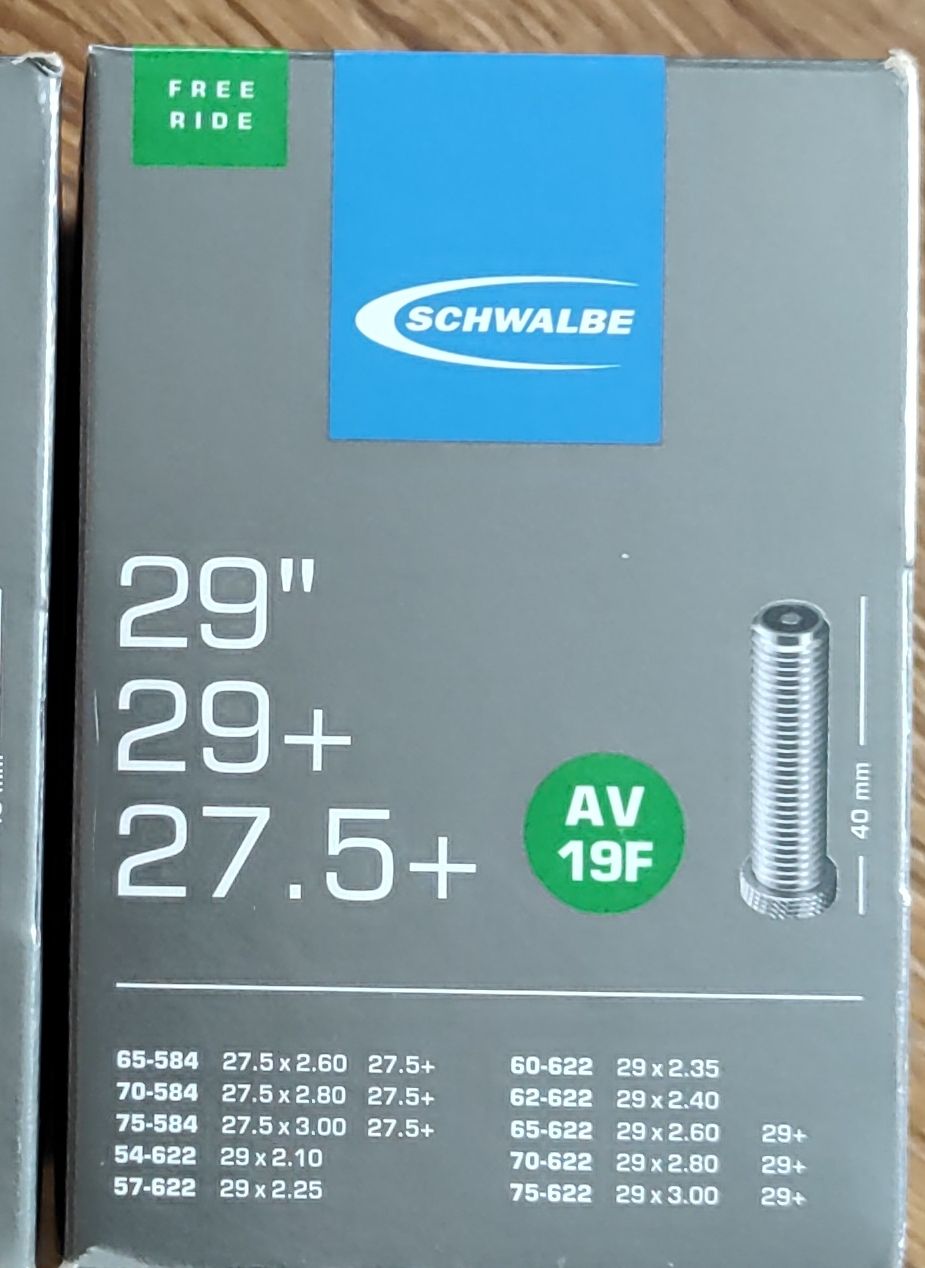 FREE
RIDE
SCHWALBE
29"
29+
27.5+
AV
19F
40 mm
65-584 27.5 x 2.60 27.5+
70-584 27.5 x 2.80 27.5+
75-584 27.5 x 3.00 27.5+
54-622 29 x 2.10
57-622 29 x 2.25
60-622 29 x 2.35
62-622 29 x 2.40
65-622 29 x 2.60 29+
70-622 29 x 2.80 29+
75-622 29 x 3.00 29+